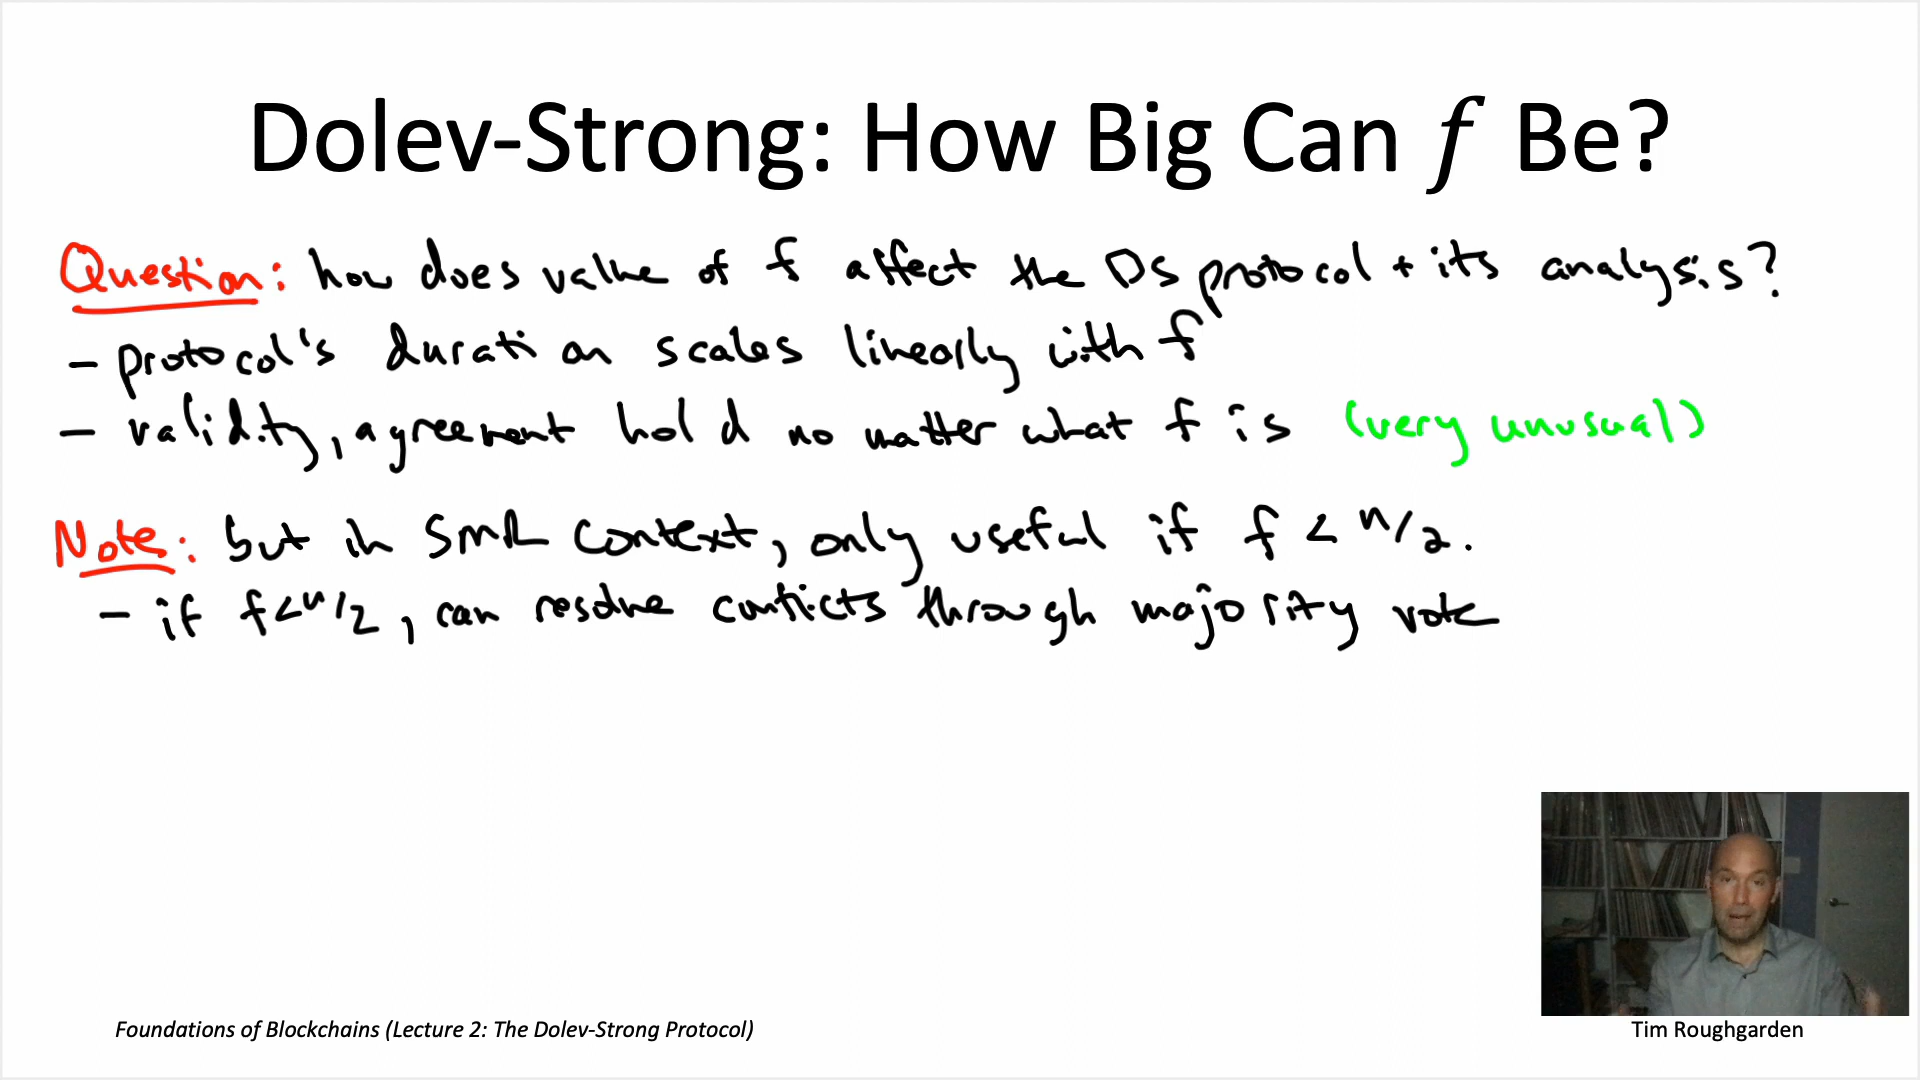 Dolev-Strong: How Big Can f Be?
Question: how does value of f affect the DS protocol + its analysis?
- protocol's duration scales linearly with f
- validity, agreement hold no matter what f is (very unusual)
Note: but in SMR context, only useful if f < n/2.
- if f<n/2, can resolve conflicts through majority vote
Foundations of Blockchains (Lecture 2: The Dolev-Strong Protocol)
Tim Roughgarden